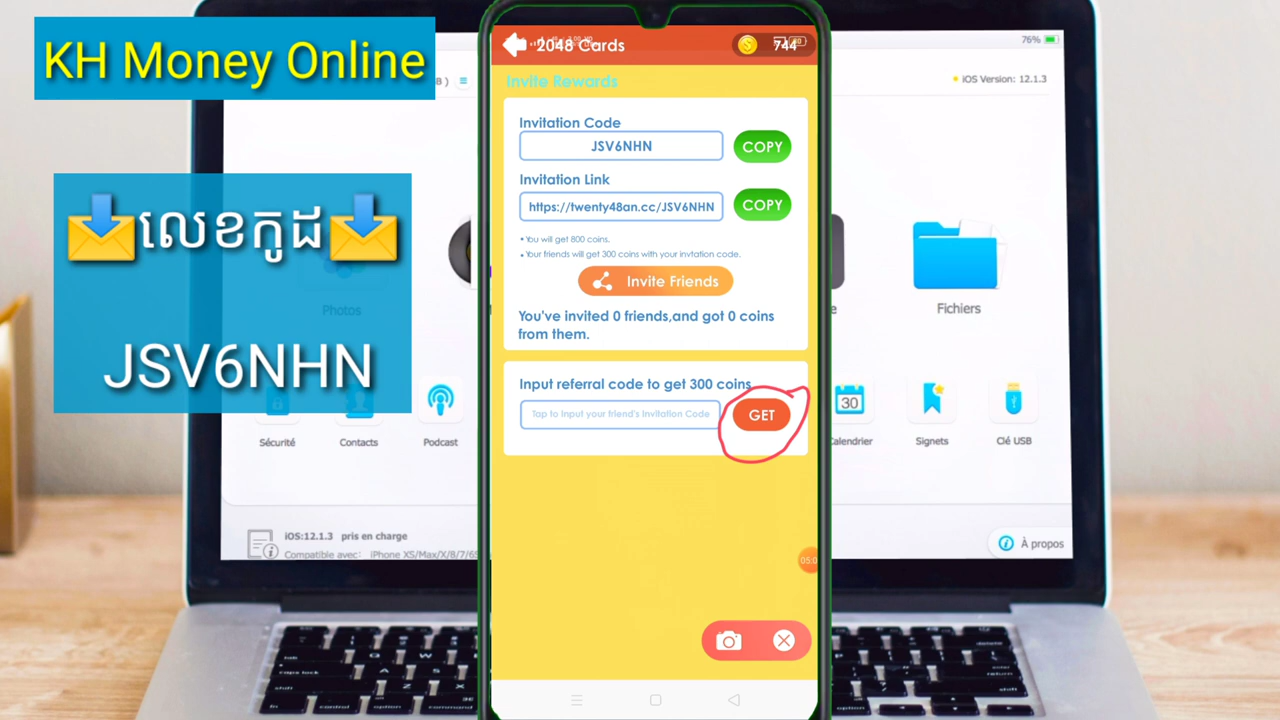 KH Money Online
📩លេខកូដ📩
JSV6NHN
2048 Cards
744
Invite Rewards
Invitation Code
JSV6NHN
COPY
Invitation Link
https://twenty48an.cc/JSV6NHN
COPY
• You will get 800 coins.
• Your friends will get 300 coins with your invtation code.
Invite Friends
You've invited 0 friends,and got 0 coins
from them.
Input referral code to get 300 coins
Tap to Input your friend's Invitation Code
GET
05:0
76%
iOS Version: 12.1.3
Photos
Fichiers
Sécurité
Contacts
Podcast
30
Calendrier
Signets
Clé USB
iOS:12.1.3 pris en charge
Compatible avec: iPhone XS/Max/X/8/7/6S
À propos